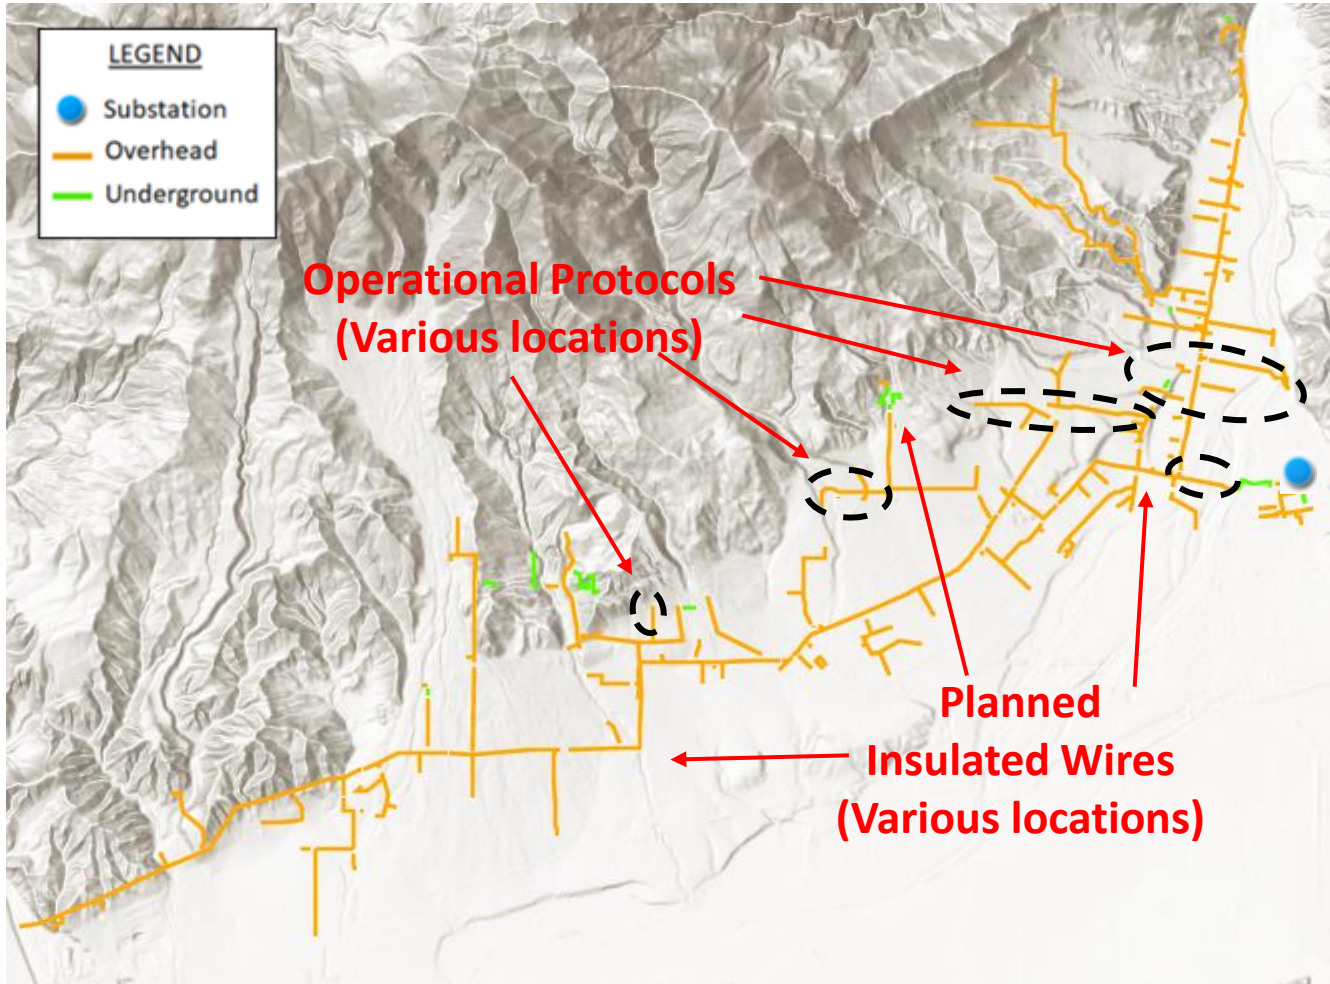 LEGEND
Substation
Overhead
Underground
Operational Protocols
(Various locations)
Planned
Insulated Wires
(Various locations)